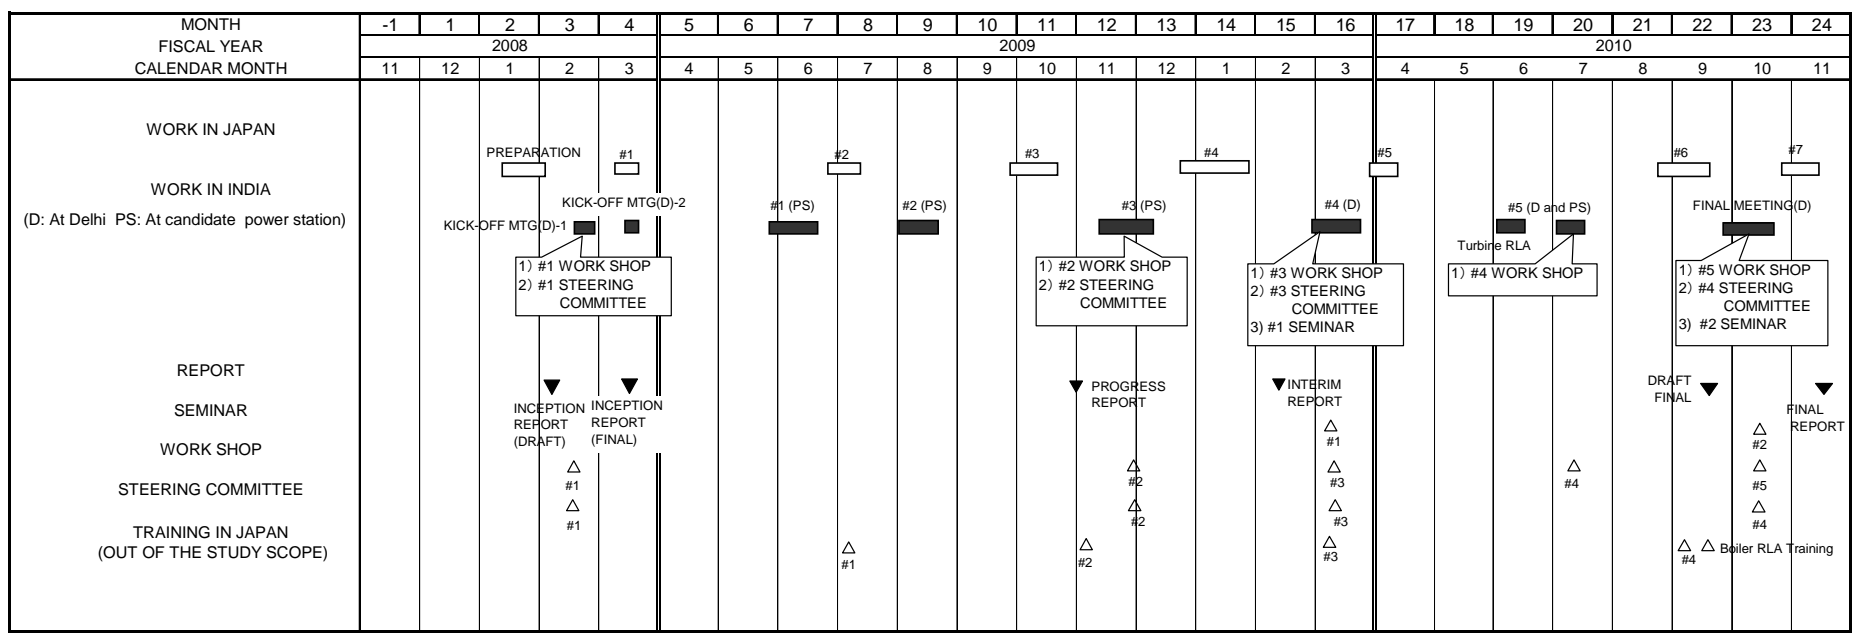 MONTH -1 1 2 3 4 5 6 7 8 9 10 11 12 13 14 15 16 17 18 19 20 21 22 23 24
FISCAL YEAR 2008 2009 2010
CALENDAR MONTH 11 12 1 2 3 4 5 6 7 8 9 10 11 12 1 2 3 4 5 6 7 8 9 10 11
WORK IN JAPAN
PREPARATION #1 #2 #3 #4 #5 #6 #7
WORK IN INDIA
(D: At Delhi PS: At candidate power station)
KICK-OFF MTG(D)-1
KICK-OFF MTG(D)-2
#1 (PS)
#2 (PS)
#3 (PS)
#4 (D)
#5 (D and PS)
FINAL MEETING(D)
Turbine RLA
1) #1 WORK SHOP
2) #1 STEERING
COMMITTEE
1) #2 WORK SHOP
2) #2 STEERING
COMMITTEE
1) #3 WORK SHOP
2) #3 STEERING
COMMITTEE
3) #1 SEMINAR
1) #4 WORK SHOP
1) #5 WORK SHOP
2) #4 STEERING
COMMITTEE
3) #2 SEMINAR
REPORT
INCEPTION
REPORT
(DRAFT)
INCEPTION
REPORT
(FINAL)
PROGRESS
REPORT
INTERIM
REPORT
DRAFT
FINAL
FINAL
REPORT
SEMINAR
#1 #2
WORK SHOP
#1 #2 #3 #4 #5
STEERING COMMITTEE
#1 #2 #3 #4
TRAINING IN JAPAN
(OUT OF THE STUDY SCOPE)
#1 #2 #3 #4 Boiler RLA Training